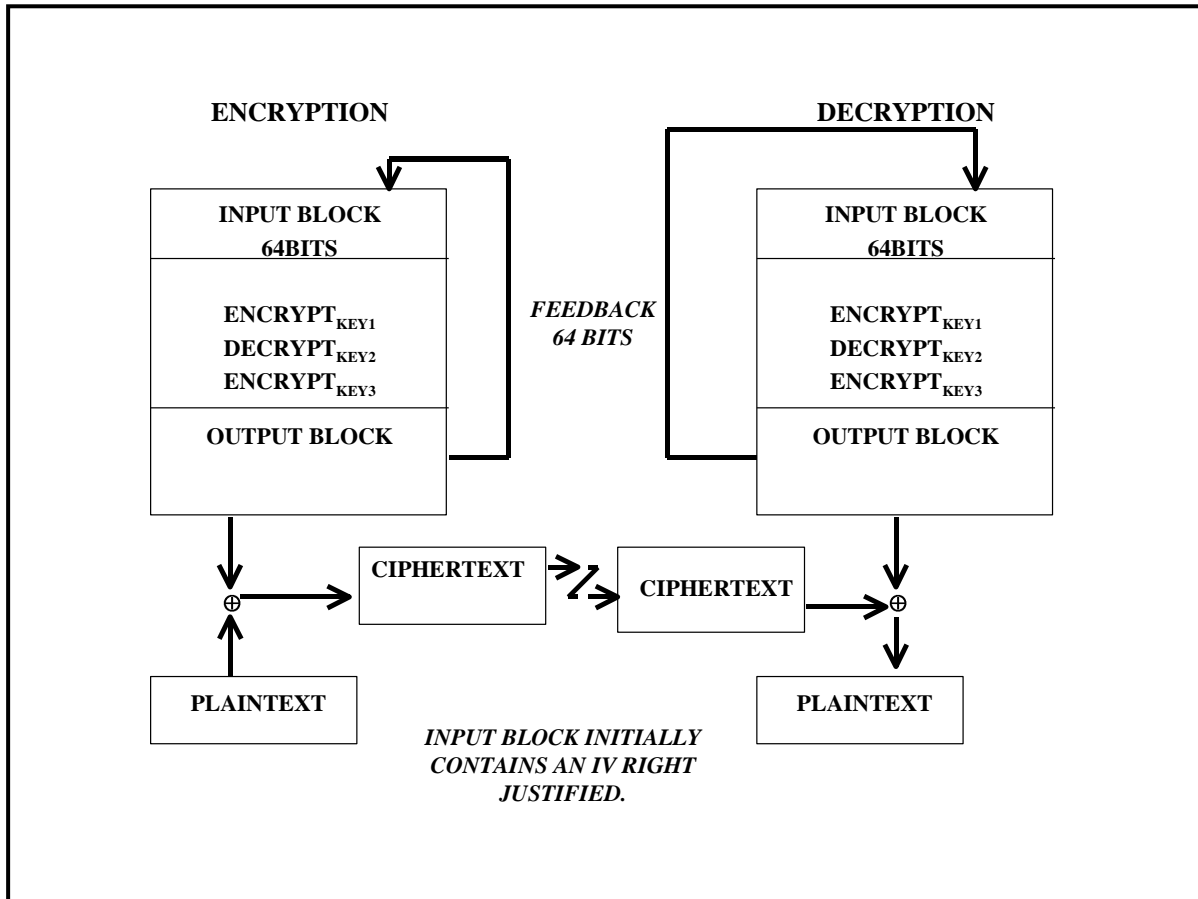 ENCRYPTION
INPUT BLOCK
64BITS
ENCRYPTKEY1
DECRYPTKEY2
ENCRYPTKEY3
OUTPUT BLOCK
FEEDBACK
64 BITS
DECRYPTION
INPUT BLOCK
64BITS
ENCRYPTKEY1
DECRYPTKEY2
ENCRYPTKEY3
OUTPUT BLOCK
⊕
CIPHERTEXT
CIPHERTEXT
⊕
PLAINTEXT
PLAINTEXT
INPUT BLOCK INITIALLY
CONTAINS AN IV RIGHT
JUSTIFIED.